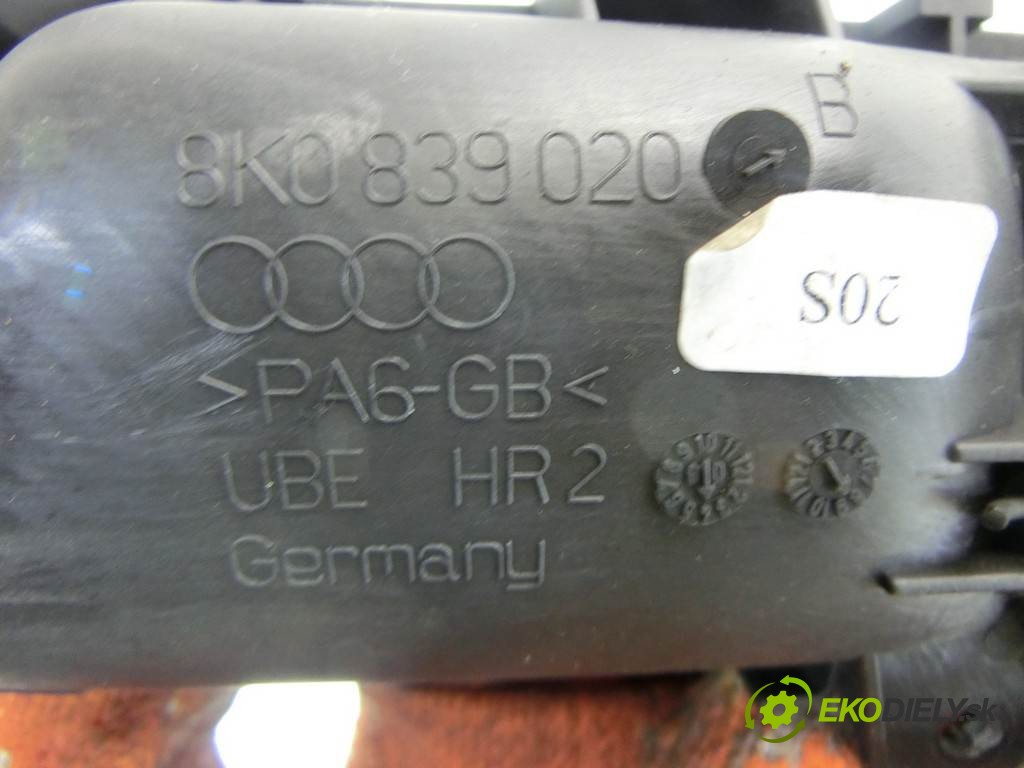 8K0 839 020 B
20S
>PA6-GB<
UBE HR2
Germany
EKODIELY.sk